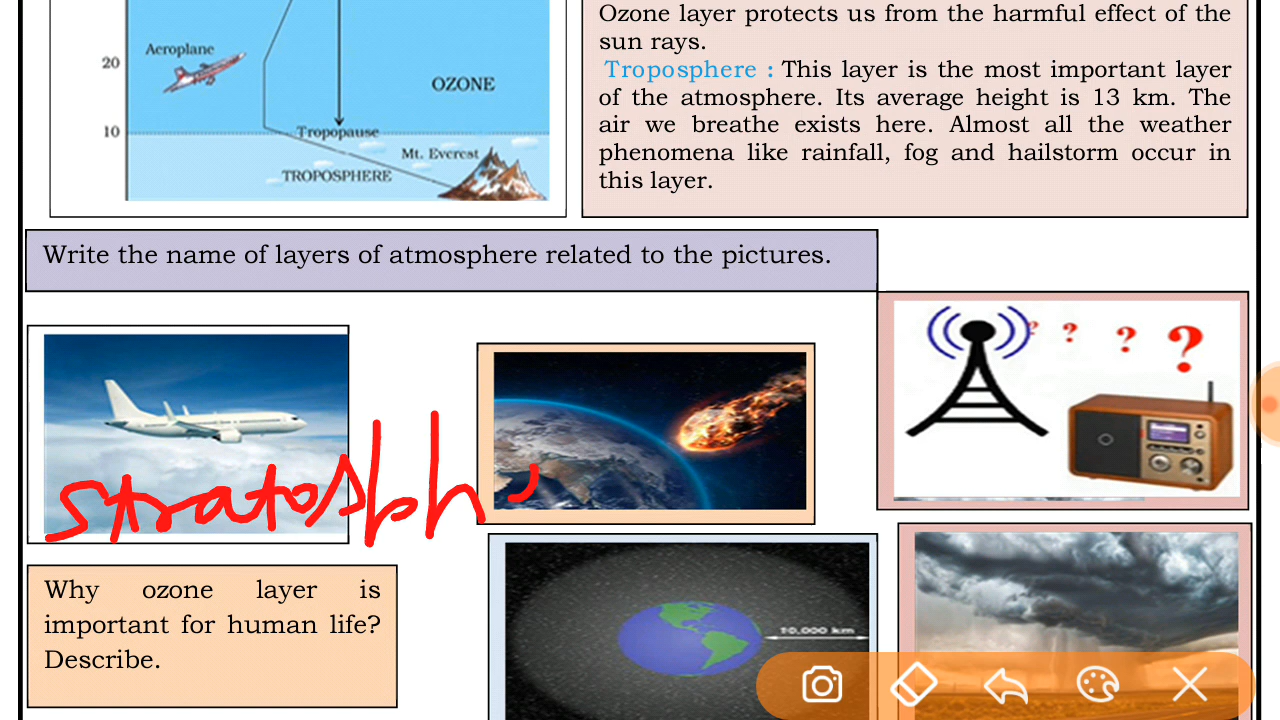 Ozone layer protects us from the harmful effect of the
sun rays.
Troposphere : This layer is the most important layer
of the atmosphere. Its average height is 13 km. The
air we breathe exists here. Almost all the weather
phenomena like rainfall, fog and hailstorm occur in
this layer.
Aeroplane
20
OZONE
10
Tropopause
Mt. Everest
TROPOSPHERE
Write the name of layers of atmosphere related to the pictures.
? ? ? ?
stratosph
Why ozone layer is
important for human life?
Describe.
10,000 km